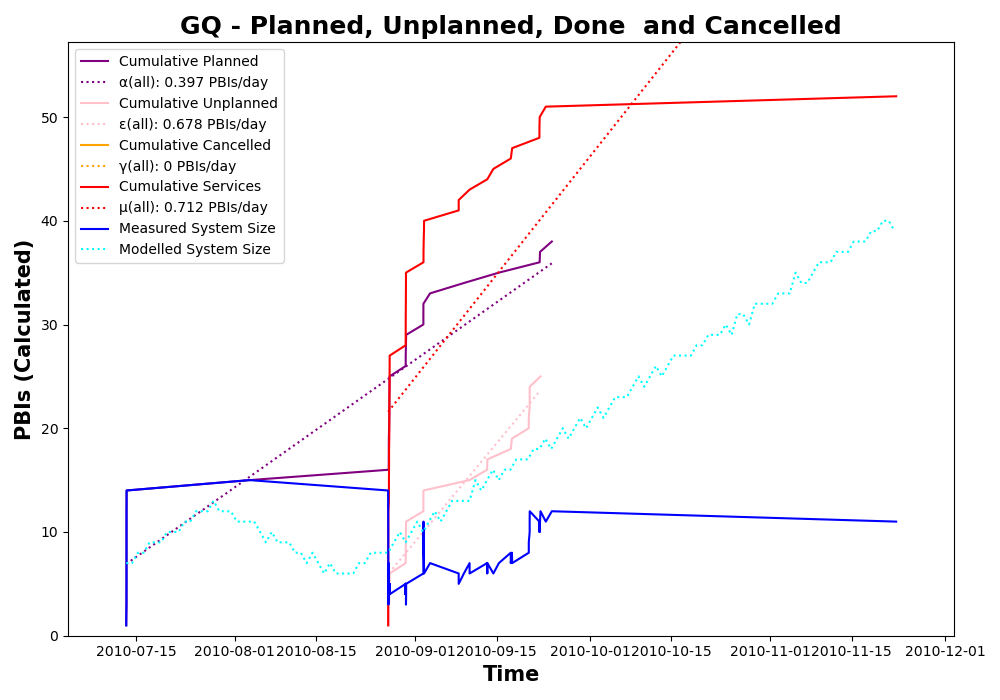 GQ - Planned, Unplanned, Done  and Cancelled
Cumulative Planned
α(all): 0.397 PBIs/day
Cumulative Unplanned
ε(all): 0.678 PBIs/day
Cumulative Cancelled
γ(all): 0 PBIs/day
Cumulative Services
μ(all): 0.712 PBIs/day
Measured System Size
Modelled System Size
PBIs (Calculated)
50
40
30
20
10
0
2010-07-15 2010-08-01 2010-08-15 2010-09-01 2010-09-15 2010-10-01 2010-10-15 2010-11-01 2010-11-15 2010-12-01
Time